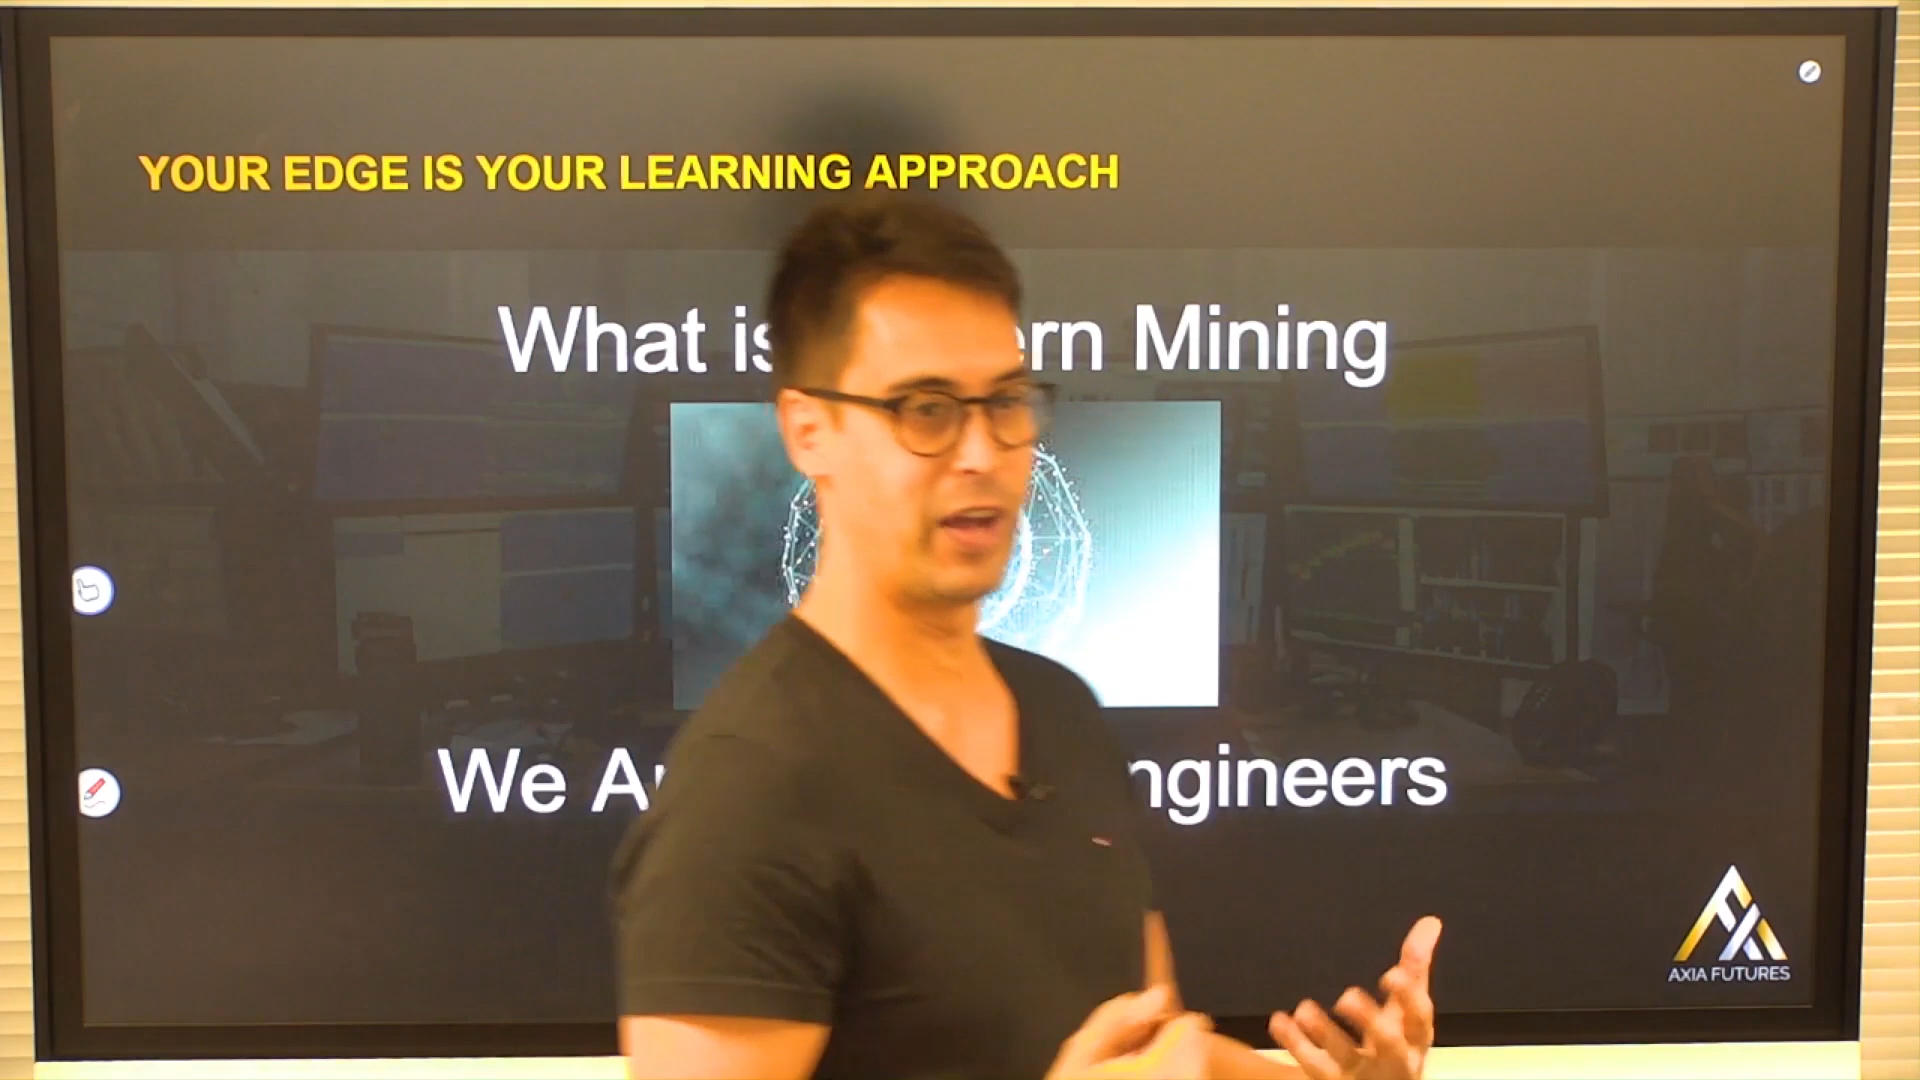 YOUR EDGE IS YOUR LEARNING APPROACH
What is ern Mining
We A ngineers
AXIA FUTURES